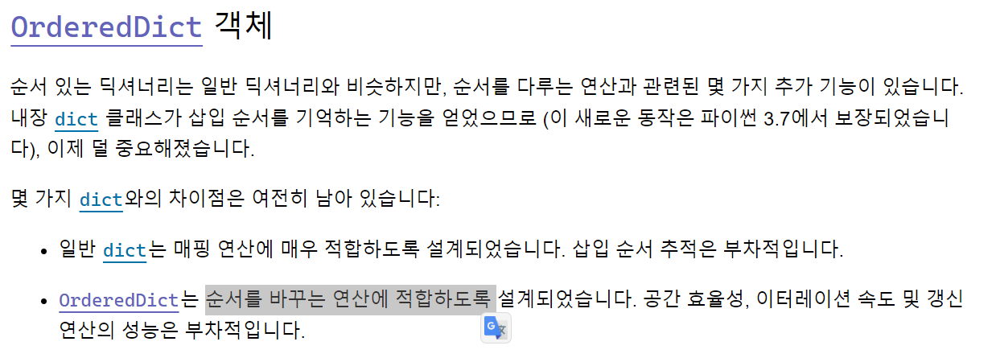 OrderedDict 객체
순서 있는 딕셔너리는 일반 딕셔너리와 비슷하지만, 순서를 다루는 연산과 관련된 몇 가지 추가 기능이 있습니다.
내장 dict 클래스가 삽입 순서를 기억하는 기능을 얻었으므로 (이 새로운 동작은 파이썬 3.7에서 보장되었습니
다), 이제 덜 중요해졌습니다.
몇 가지 dict와의 차이점은 여전히 남아 있습니다:
• 일반 dict는 매핑 연산에 매우 적합하도록 설계되었습니다. 삽입 순서 추적은 부차적입니다.
• OrderedDict는 순서를 바꾸는 연산에 적합하도록 설계되었습니다. 공간 효율성, 이터레이션 속도 및 갱신
연산의 성능은 부차적입니다.